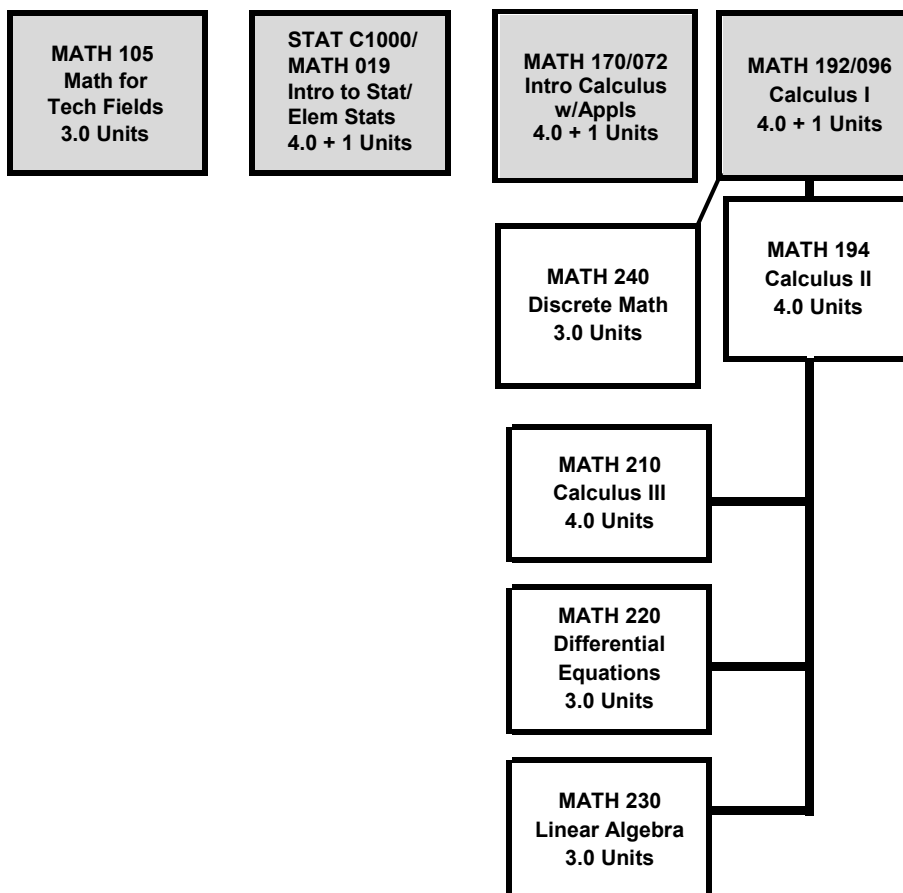 MATH 105
Math for
Tech Fields
3.0 Units
STAT C1000/
MATH 019
Intro to Stat/
Elem Stats
4.0 + 1 Units
MATH 170/072
Intro Calculus
w/Appls
4.0 + 1 Units
MATH 192/096
Calculus I
4.0 + 1 Units
MATH 240
Discrete Math
3.0 Units
MATH 194
Calculus II
4.0 Units
MATH 210
Calculus III
4.0 Units
MATH 220
Differential
Equations
3.0 Units
MATH 230
Linear Algebra
3.0 Units